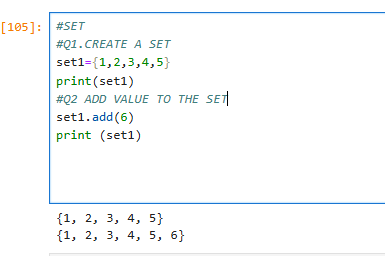 [105]:
#SET
#Q1.CREATE A SET
set1={1,2,3,4,5}
print(set1)
#Q2 ADD VALUE TO THE SET
set1.add(6)
print (set1)
{1, 2, 3, 4, 5}
{1, 2, 3, 4, 5, 6}